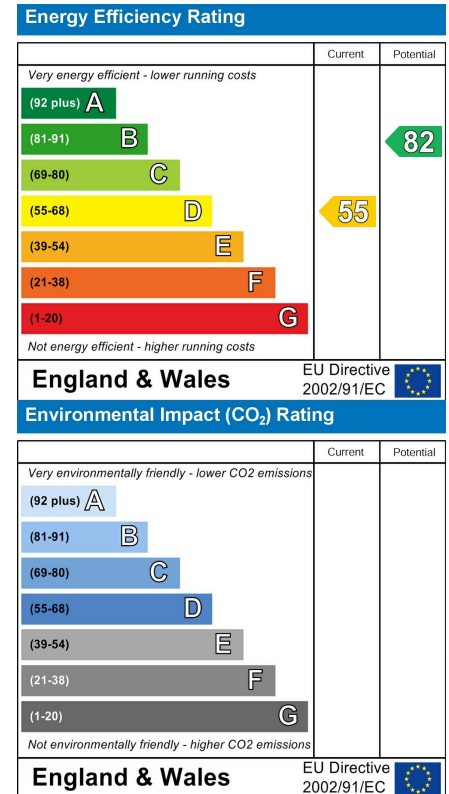 Energy Efficiency Rating
Current Potential
Very energy efficient - lower running costs
(92 plus) A
(81-91) B
82
(69-80) C
(55-68) D
55
(39-54) E
(21-38) F
(1-20) G
Not energy efficient - higher running costs
England & Wales
EU Directive
2002/91/EC
Environmental Impact (CO₂) Rating
Current Potential
Very environmentally friendly - lower CO2 emissions
(92 plus) A
(81-91) B
(69-80) C
(55-68) D
(39-54) E
(21-38) F
(1-20) G
Not environmentally friendly - higher CO2 emissions
England & Wales
EU Directive
2002/91/EC